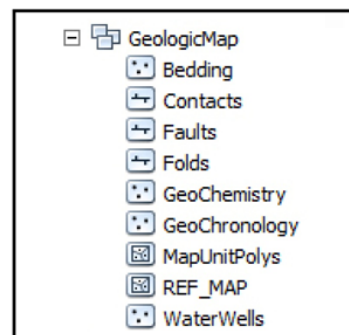 GeologicMap
Bedding
Contacts
Faults
Folds
GeoChemistry
GeoChronology
MapUnitPolys
REF_MAP
WaterWells